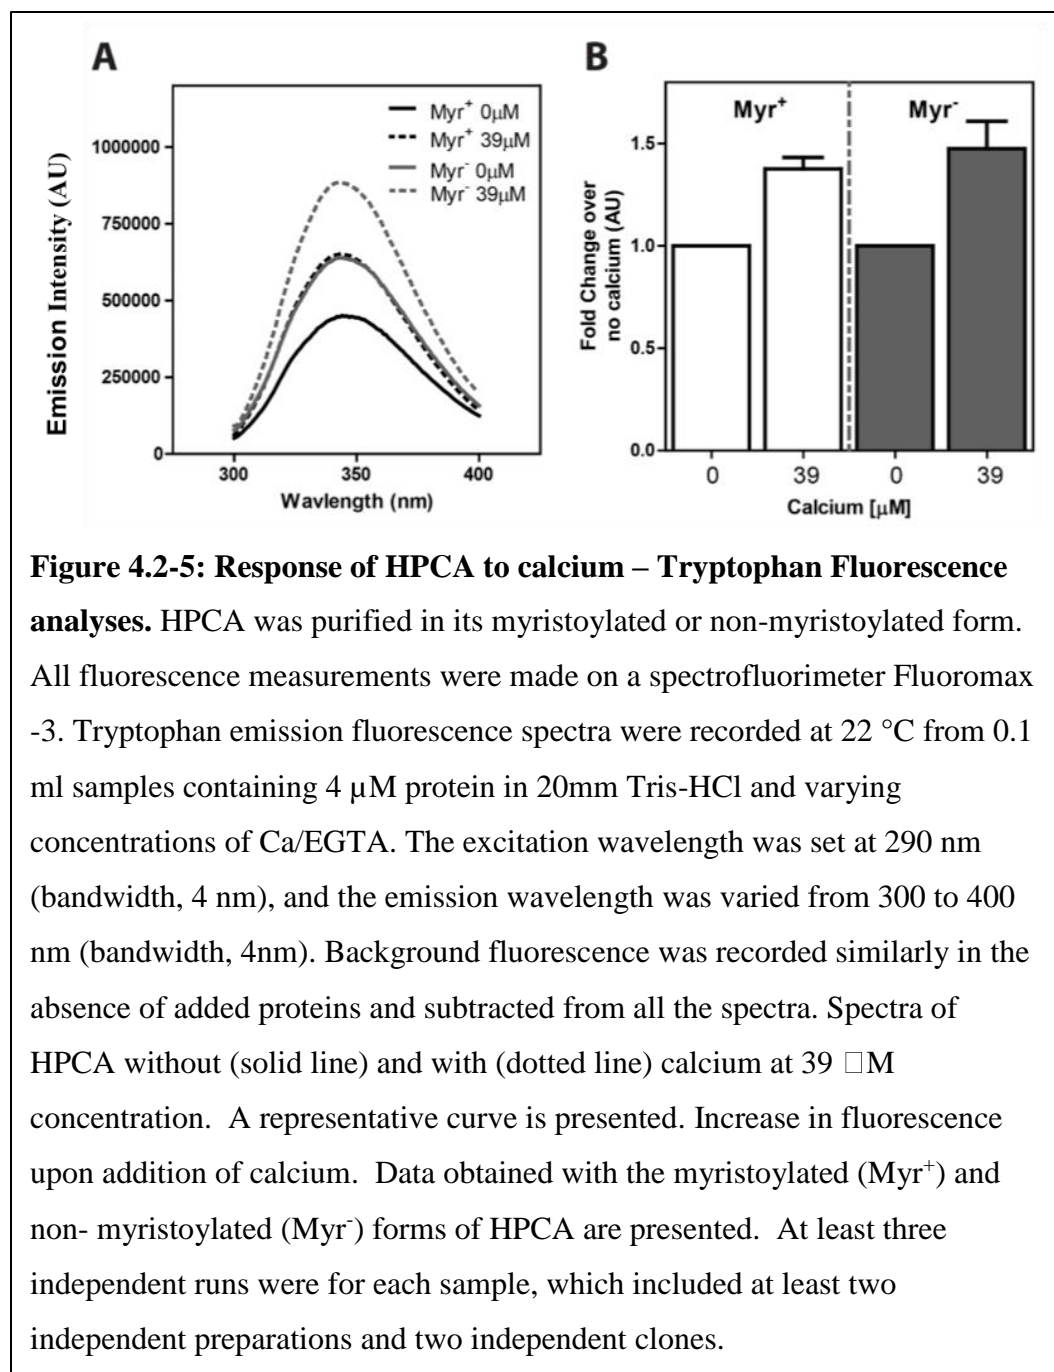 A
B
Myr⁺ 0µM
Myr⁺ 39µM
Myr⁻ 0µM
Myr⁻ 39µM
1000000
750000
500000
250000
0
Emission Intensity (AU)
300
350
400
Wavlength (nm)
Myr⁺
Myr⁻
1.5
1.0
0.5
0.0
Fold Change over
no calcium (AU)
0
39
0
39
Calcium [µM]
Figure 4.2-5: Response of HPCA to calcium – Tryptophan Fluorescence
analyses. HPCA was purified in its myristoylated or non-myristoylated form.
All fluorescence measurements were made on a spectrofluorimeter Fluoromax
-3. Tryptophan emission fluorescence spectra were recorded at 22 °C from 0.1
ml samples containing 4 µM protein in 20mm Tris-HCl and varying
concentrations of Ca/EGTA. The excitation wavelength was set at 290 nm
(bandwidth, 4 nm), and the emission wavelength was varied from 300 to 400
nm (bandwidth, 4nm). Background fluorescence was recorded similarly in the
absence of added proteins and subtracted from all the spectra. Spectra of
HPCA without (solid line) and with (dotted line) calcium at 39 □M
concentration.  A representative curve is presented. Increase in fluorescence
upon addition of calcium.  Data obtained with the myristoylated (Myr⁺) and
non- myristoylated (Myr⁻) forms of HPCA are presented.  At least three
independent runs were for each sample, which included at least two
independent preparations and two independent clones.